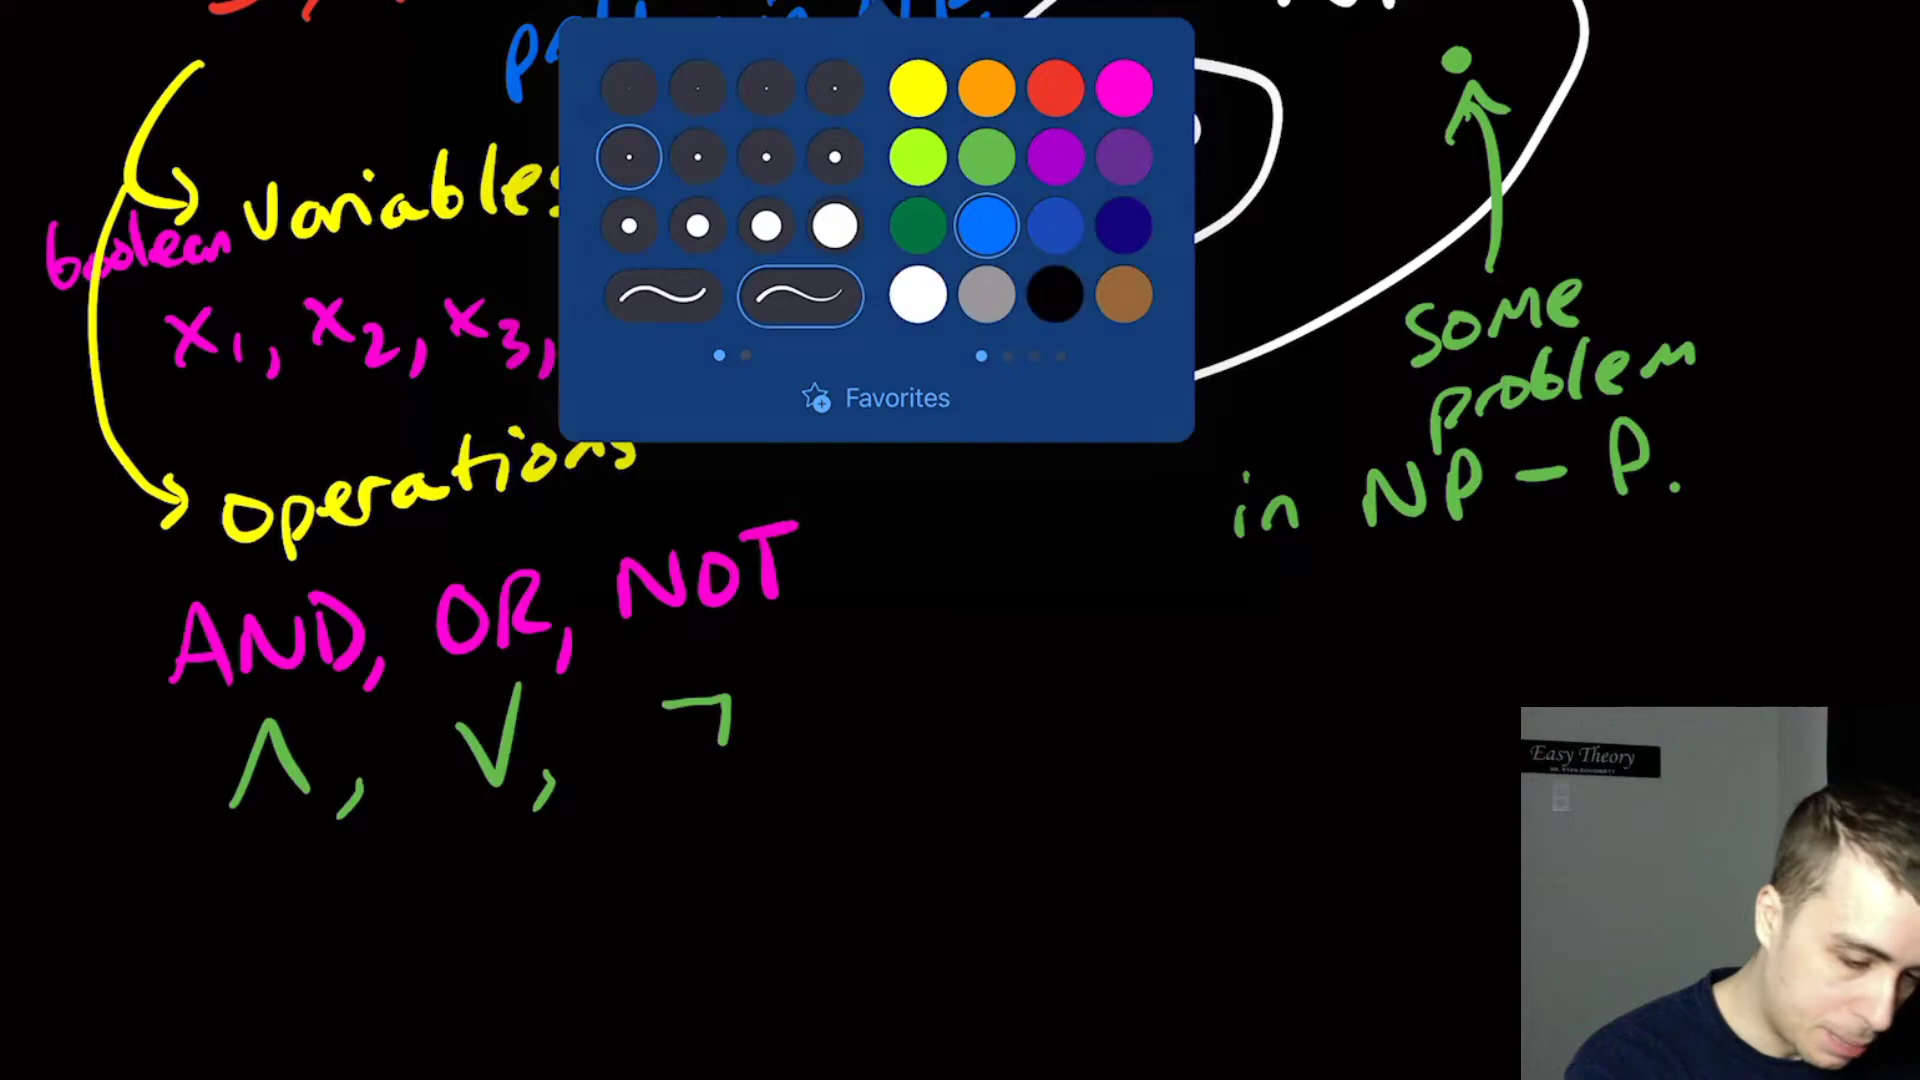 variables
boolean
x₁, x₂, x₃,
operations
AND, OR, NOT
∧, ∨, ¬
Favorites
some
problem
in NP - P.
Easy Theory